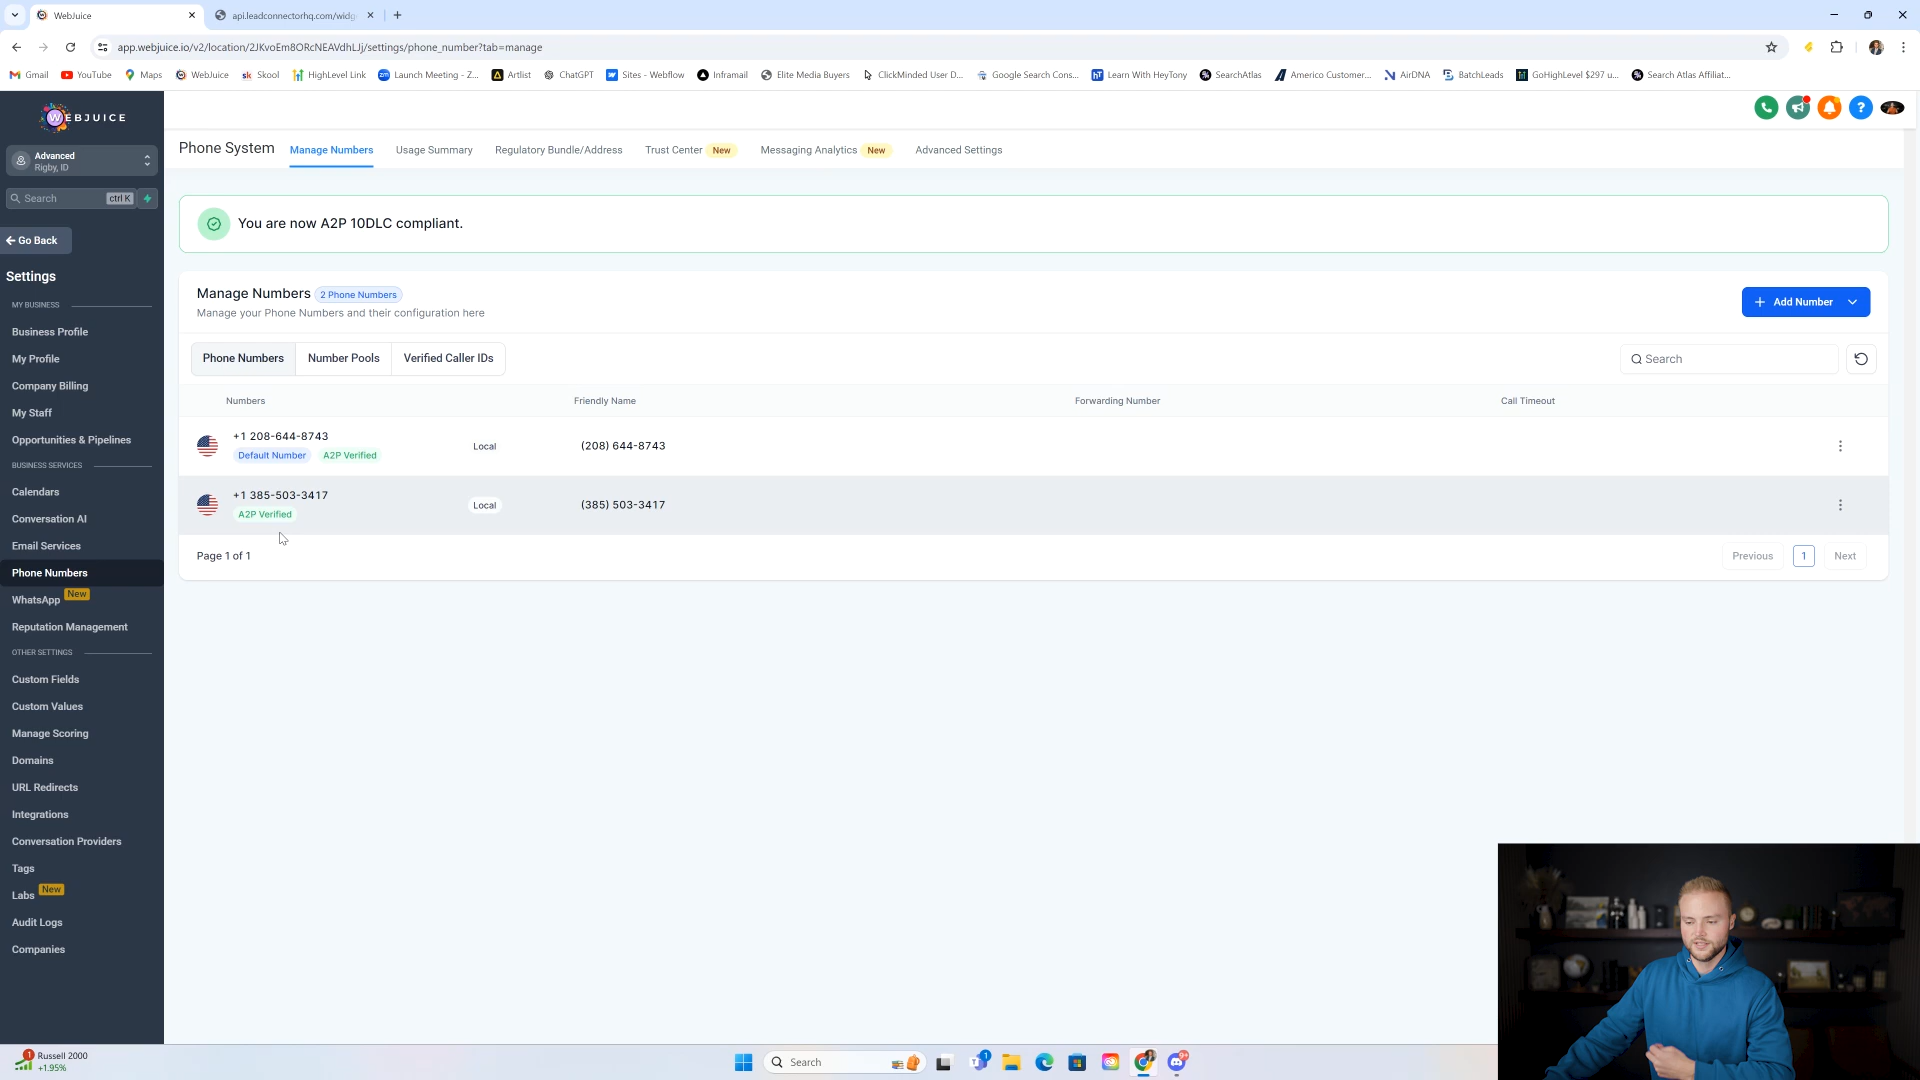 WebJuice
api.leadconnectorhq.com/widg
app.webjuice.io/v2/location/2JKvoEm8ORcNEAVdhLJj/settings/phone_number?tab=manage
Gmail
YouTube
Maps
WebJuice
Skool
HighLevel Link
Launch Meeting - Z...
Artlist
ChatGPT
Sites - Webflow
Inframail
Elite Media Buyers
ClickMinded User D...
Google Search Cons...
Learn With HeyTony
SearchAtlas
Americo Customer...
AirDNA
BatchLeads
GoHighLevel $297 u...
Search Atlas Affiliat...
WEBJUICE
Advanced
Rigby, ID
Search
ctrl K
Go Back
Settings
MY BUSINESS
Business Profile
My Profile
Company Billing
My Staff
Opportunities & Pipelines
BUSINESS SERVICES
Calendars
Conversation AI
Email Services
Phone Numbers
WhatsApp New
Reputation Management
OTHER SETTINGS
Custom Fields
Custom Values
Manage Scoring
Domains
URL Redirects
Integrations
Conversation Providers
Tags
Labs New
Audit Logs
Companies
Phone System
Manage Numbers
Usage Summary
Regulatory Bundle/Address
Trust Center New
Messaging Analytics New
Advanced Settings
You are now A2P 10DLC compliant.
Manage Numbers 2 Phone Numbers
Manage your Phone Numbers and their configuration here
+ Add Number
Phone Numbers
Number Pools
Verified Caller IDs
Search
Numbers
Friendly Name
Forwarding Number
Call Timeout
+1 208-644-8743
Default Number
A2P Verified
Local
(208) 644-8743
+1 385-503-3417
A2P Verified
Local
(385) 503-3417
Page 1 of 1
Previous
1
Next
1
Russell 2000
+1.95%
Search
1
9+